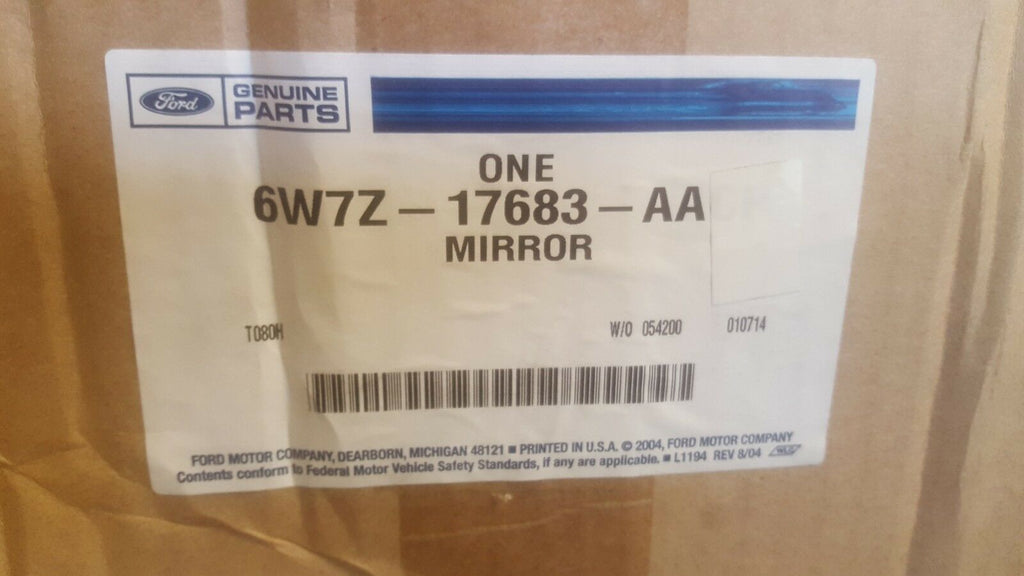 Ford
GENUINE
PARTS
ONE
6W7Z – 17683 – AA
MIRROR
T080H
W/O 054200 010714
FORD MOTOR COMPANY, DEARBORN, MICHIGAN 48121 ■ PRINTED IN U.S.A. © 2004, FORD MOTOR COMPANY
Contents conform to Federal Motor Vehicle Safety Standards, if any are applicable. ■ L1194 REV 8/04